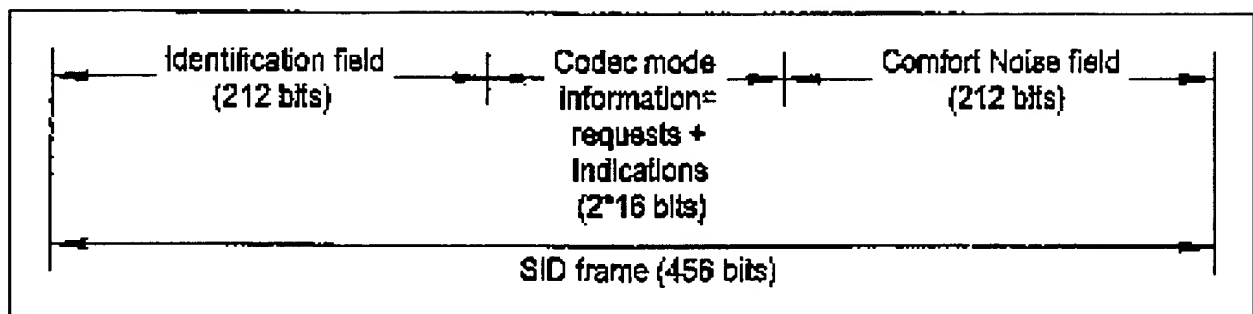 Identification field
(212 bits)
Codec mode
information=
requests +
Indications
(2*16 bits)
Comfort Noise field
(212 bits)
SID frame (456 bits)